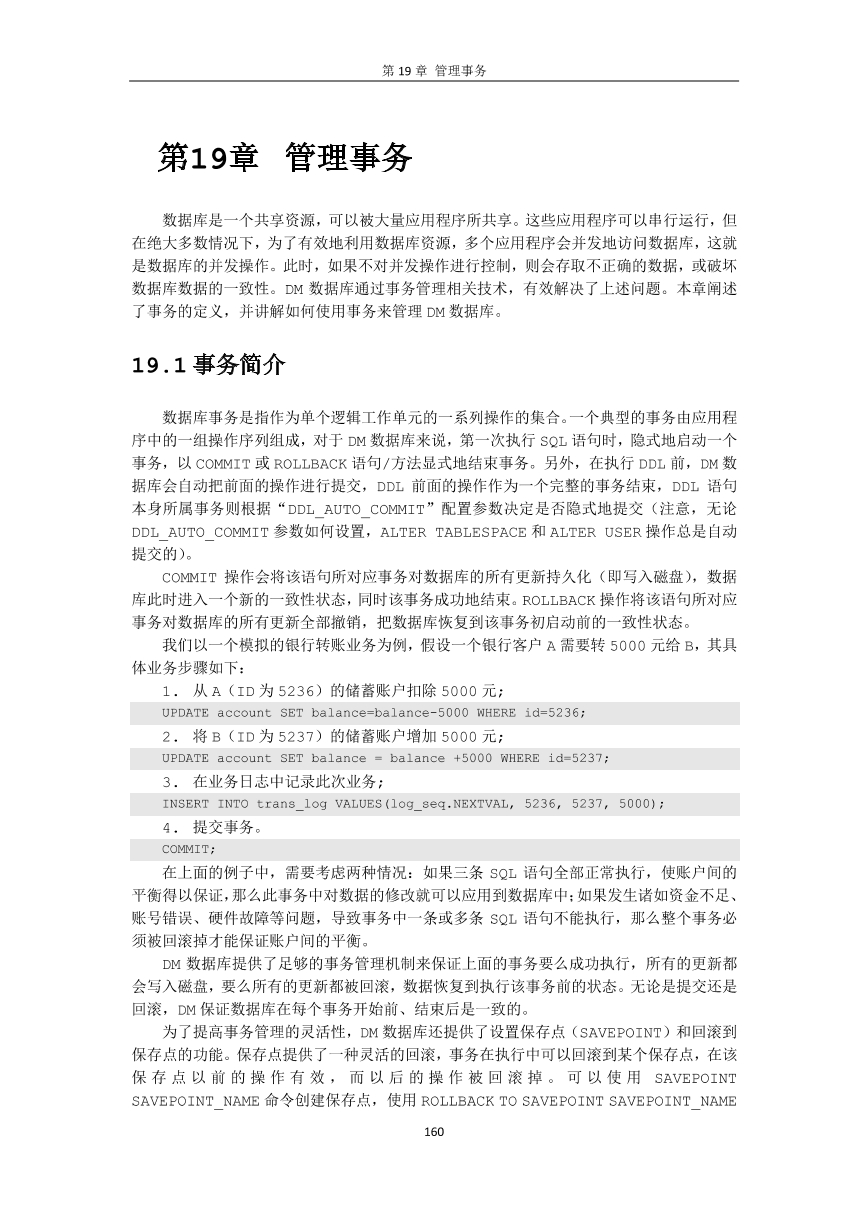 第 19 章 管理事务
第19章 管理事务
数据库是一个共享资源，可以被大量应用程序所共享。这些应用程序可以串行运行，但
在绝大多数情况下，为了有效地利用数据库资源，多个应用程序会并发地访问数据库，这就
是数据库的并发操作。此时，如果不对并发操作进行控制，则会存取不正确的数据，或破坏
数据库数据的一致性。DM 数据库通过事务管理相关技术，有效解决了上述问题。本章阐述
了事务的定义，并讲解如何使用事务来管理 DM 数据库。
19.1 事务简介
数据库事务是指作为单个逻辑工作单元的一系列操作的集合。一个典型的事务由应用程
序中的一组操作序列组成，对于 DM 数据库来说，第一次执行 SQL 语句时，隐式地启动一个
事务，以 COMMIT 或 ROLLBACK 语句/方法显式地结束事务。另外，在执行 DDL 前，DM 数
据库会自动把前面的操作进行提交，DDL 前面的操作作为一个完整的事务结束，DDL 语句
本身所属事务则根据“DDL_AUTO_COMMIT”配置参数决定是否隐式地提交（注意，无论
DDL_AUTO_COMMIT 参数如何设置，ALTER TABLESPACE 和 ALTER USER 操作总是自动
提交的）。
COMMIT 操作会将该语句所对应事务对数据库的所有更新持久化（即写入磁盘），数据
库此时进入一个新的一致性状态，同时该事务成功地结束。ROLLBACK 操作将该语句所对应
事务对数据库的所有更新全部撤销，把数据库恢复到该事务初启动前的一致性状态。
我们以一个模拟的银行转账业务为例，假设一个银行客户 A 需要转 5000 元给 B，其具
体业务步骤如下：
1. 从 A（ID 为 5236）的储蓄账户扣除 5000 元；
UPDATE account SET balance=balance-5000 WHERE id=5236;
2. 将 B（ID 为 5237）的储蓄账户增加 5000 元；
UPDATE account SET balance = balance +5000 WHERE id=5237;
3. 在业务日志中记录此次业务；
INSERT INTO trans_log VALUES(log_seq.NEXTVAL, 5236, 5237, 5000);
4. 提交事务。
COMMIT;
在上面的例子中，需要考虑两种情况：如果三条 SQL 语句全部正常执行，使账户间的
平衡得以保证，那么此事务中对数据的修改就可以应用到数据库中；如果发生诸如资金不足、
账号错误、硬件故障等问题，导致事务中一条或多条 SQL 语句不能执行，那么整个事务必
须被回滚掉才能保证账户间的平衡。
DM 数据库提供了足够的事务管理机制来保证上面的事务要么成功执行，所有的更新都
会写入磁盘，要么所有的更新都被回滚，数据恢复到执行该事务前的状态。无论是提交还是
回滚，DM 保证数据库在每个事务开始前、结束后是一致的。
为了提高事务管理的灵活性，DM 数据库还提供了设置保存点（SAVEPOINT）和回滚到
保存点的功能。保存点提供了一种灵活的回滚，事务在执行中可以回滚到某个保存点，在该
保存点以前的操作有效，而以后的操作被回滚掉。可以使用 SAVEPOINT
SAVEPOINT_NAME 命令创建保存点，使用 ROLLBACK TO SAVEPOINT SAVEPOINT_NAME
160